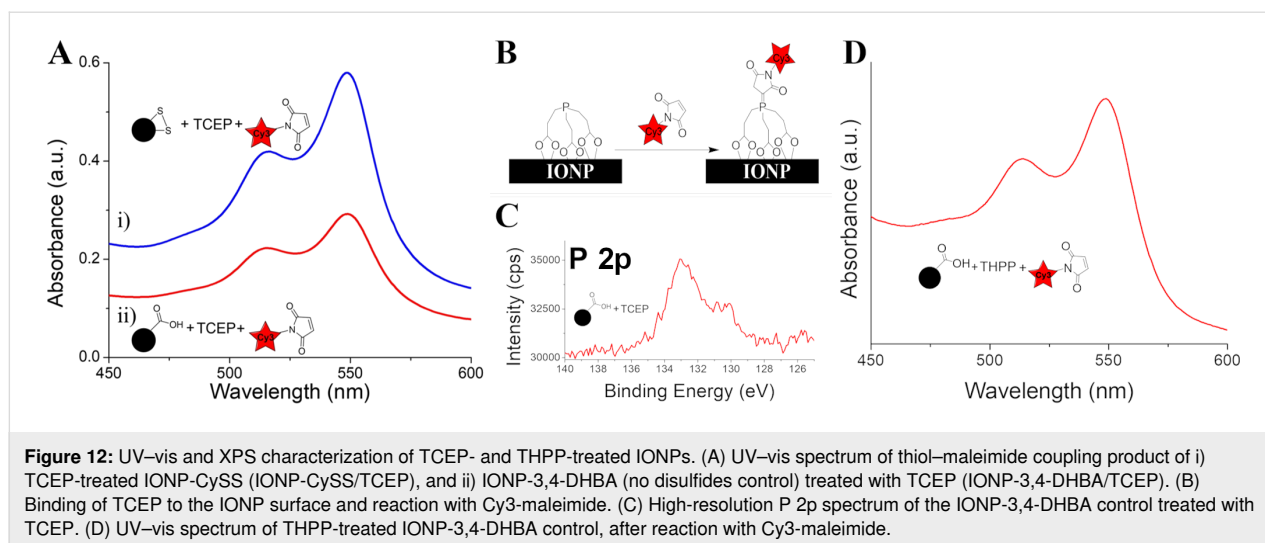 A
0.6
0.4
0.2
0.0
450
500
550
600
Absorbance (a.u.)
Wavelength (nm)
S
S
+ TCEP+
Cy3
N
O
O
i)
ii)
O
OH
+TCEP+
Cy3
N
O
O
B
P
O O O O O O
IONP
Cy3
N
O
O
Cy3
N
O
O
P
O O O O O O
IONP
C
P 2p
35000
32500
30000
Intensity (cps)
O
OH
+TCEP
140 138 136 134 132 130 128 126
Binding Energy (eV)
D
Absorbance (a.u.)
O
OH
+THPP+
Cy3
N
O
O
450
500
550
600
Wavelength (nm)
Figure 12: UV–vis and XPS characterization of TCEP- and THPP-treated IONPs. (A) UV–vis spectrum of thiol–maleimide coupling product of i)
TCEP-treated IONP-CySS (IONP-CySS/TCEP), and ii) IONP-3,4-DHBA (no disulfides control) treated with TCEP (IONP-3,4-DHBA/TCEP). (B)
Binding of TCEP to the IONP surface and reaction with Cy3-maleimide. (C) High-resolution P 2p spectrum of the IONP-3,4-DHBA control treated with
TCEP. (D) UV–vis spectrum of THPP-treated IONP-3,4-DHBA control, after reaction with Cy3-maleimide.